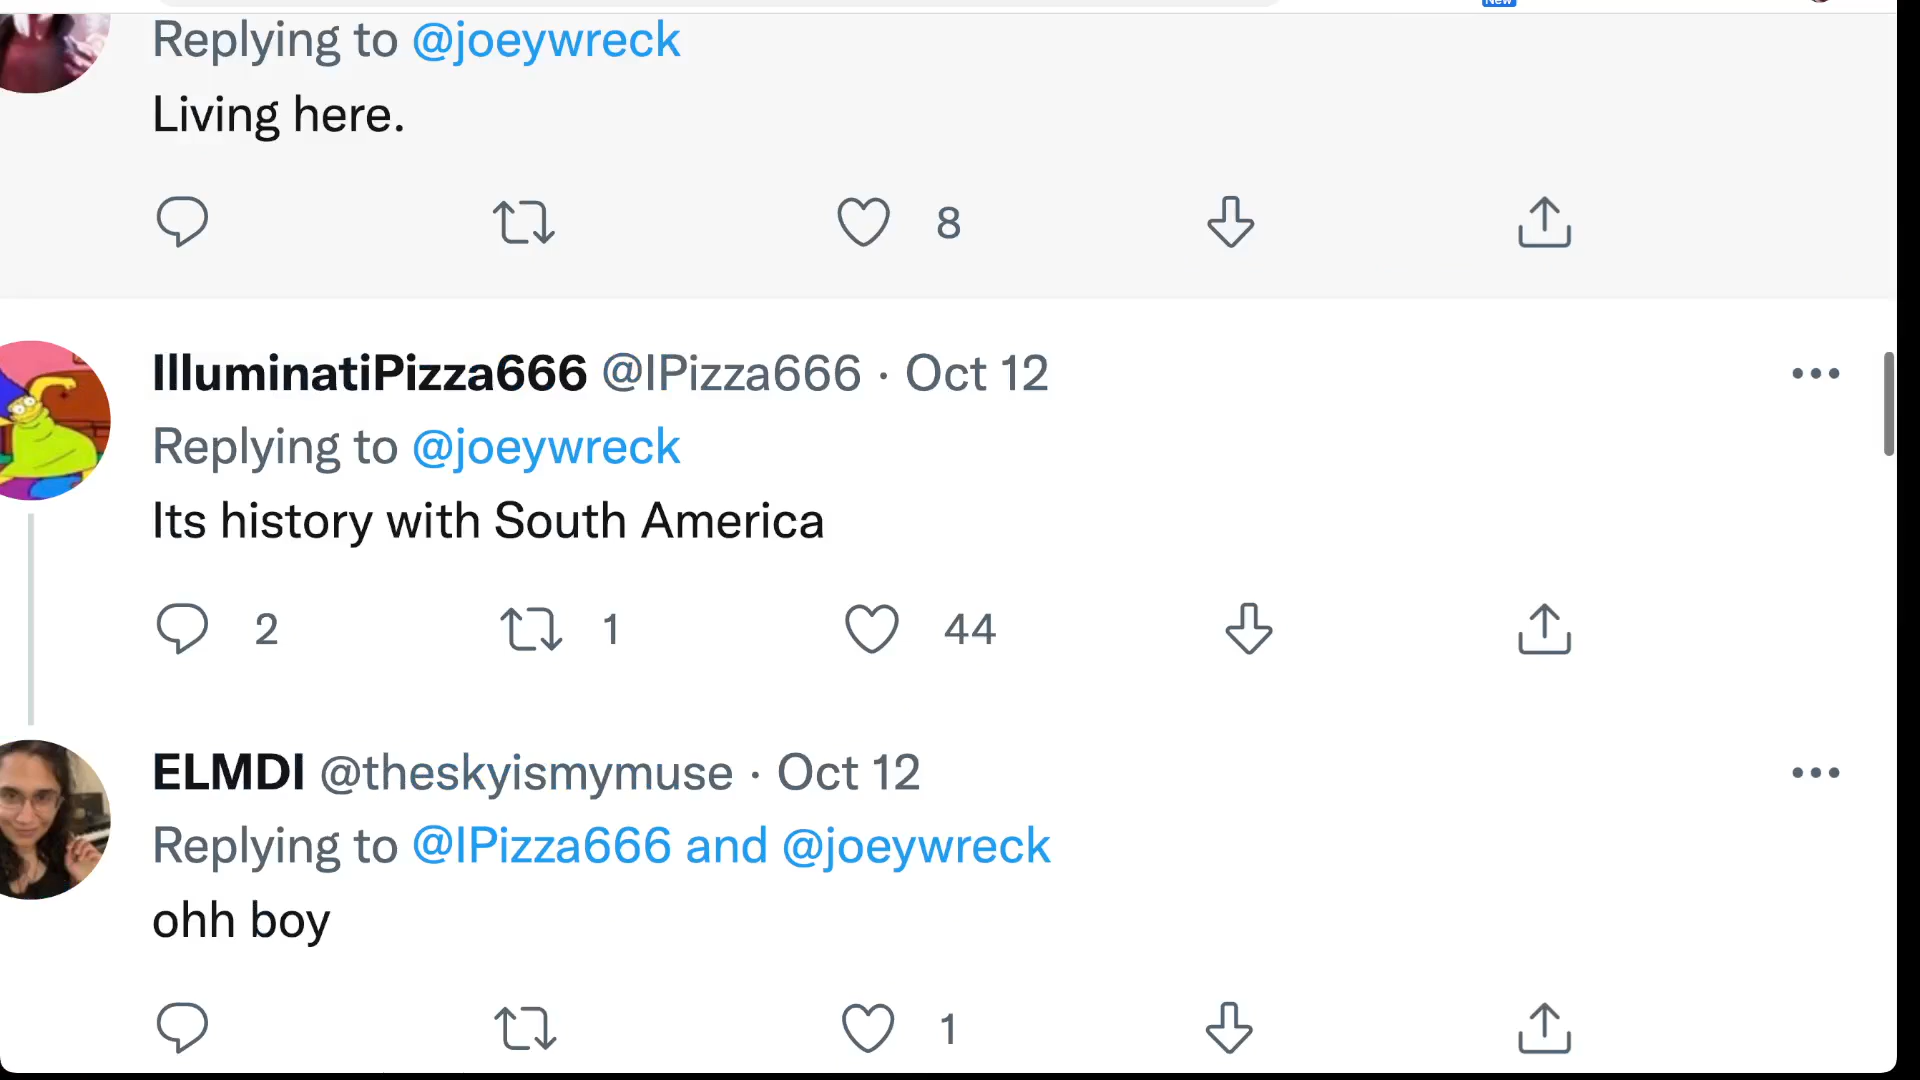 New
Replying to @joeywreck
Living here.
8
IlluminatiPizza666 @IPizza666 · Oct 12
Replying to @joeywreck
Its history with South America
2 1 44
ELMDI @theskyismymuse · Oct 12
Replying to @IPizza666 and @joeywreck
ohh boy
1